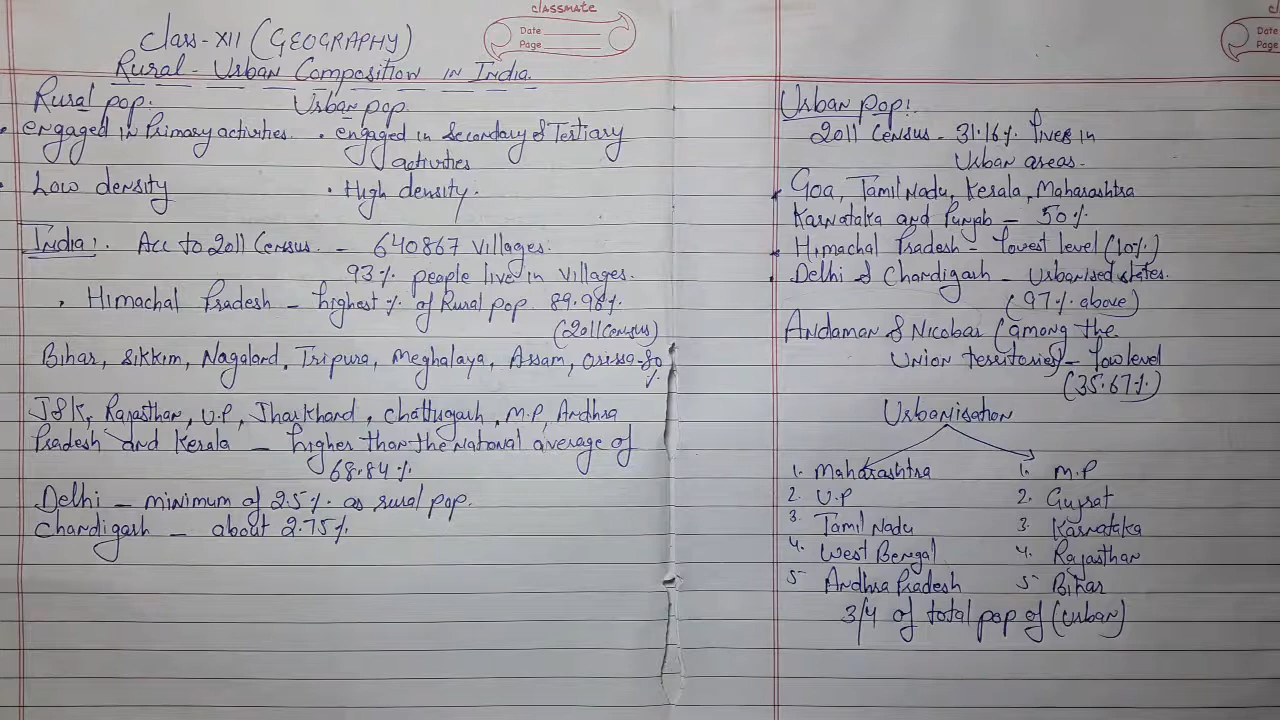 classmate
Date
Page
Class-XII (GEOGRAPHY)
Rural - Urban Composition in India.
Rural pop: Urban pop.
• engaged in Primary activities. • engaged in Secondary & Tertiary
activities
• Low density • High density.
India:. Acc to 2011 Census. - 640867 Villages.
93% people live in villages.
• Himachal Pradesh - highest % of Rural pop 89.98%
(2011 Census)
Bihar, Sikkim, Nagaland, Tripura, Meghalaya, Assam, Orissa-80
%
J&K, Rajasthan, U.P, Jharkhand, Chattugarh, M.P, Andhra
Pradesh and Kerala - higher than the National average of
68.84%
Delhi - minimum of 2.5% as rural pop.
Chandigarh - about 2.75%
Date
Page
Urban pop:
2011 Census - 31.16% lives in
Urban areas.
• Goa, Tamil Nadu, Kerala, Maharashtra
Karnataka and Punjab - 50%
• Himachal Pradesh - lowest level (10%)
• Delhi & Chandigarh - Urbanised states.
(97% above)
Andaman & Nicobar (among the
Union territories) - low level
(35.67%)
Urbanisation
1. Maharashtra 1. M.P
2. U.P 2. Gujrat
3. Tamil Nadu 3. Karnataka
4. West Bengal 4. Rajasthan
5 Andhra Pradesh 5 Bihar
3/4 of total pop of (urban)